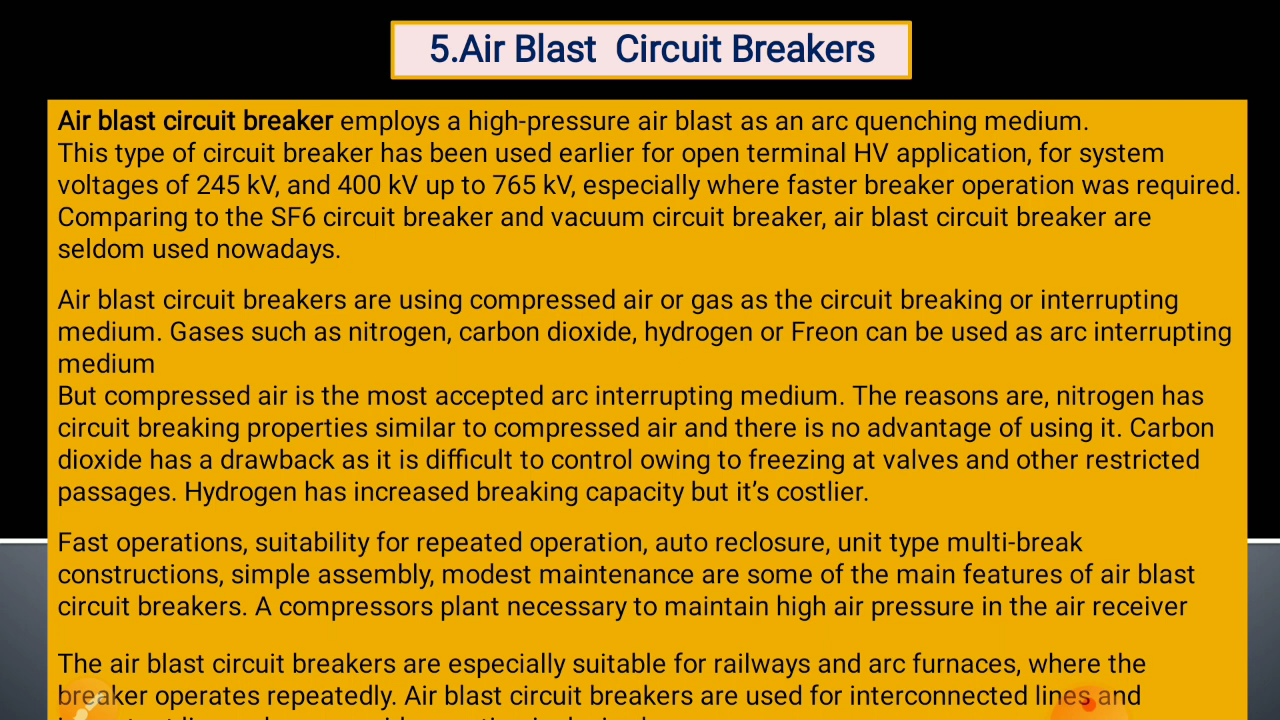 5.Air Blast  Circuit Breakers
Air blast circuit breaker employs a high-pressure air blast as an arc quenching medium.
This type of circuit breaker has been used earlier for open terminal HV application, for system
voltages of 245 kV, and 400 kV up to 765 kV, especially where faster breaker operation was required.
Comparing to the SF6 circuit breaker and vacuum circuit breaker, air blast circuit breaker are
seldom used nowadays.
Air blast circuit breakers are using compressed air or gas as the circuit breaking or interrupting
medium. Gases such as nitrogen, carbon dioxide, hydrogen or Freon can be used as arc interrupting
medium
But compressed air is the most accepted arc interrupting medium. The reasons are, nitrogen has
circuit breaking properties similar to compressed air and there is no advantage of using it. Carbon
dioxide has a drawback as it is difficult to control owing to freezing at valves and other restricted
passages. Hydrogen has increased breaking capacity but it’s costlier.
Fast operations, suitability for repeated operation, auto reclosure, unit type multi-break
constructions, simple assembly, modest maintenance are some of the main features of air blast
circuit breakers. A compressors plant necessary to maintain high air pressure in the air receiver
The air blast circuit breakers are especially suitable for railways and arc furnaces, where the
breaker operates repeatedly. Air blast circuit breakers are used for interconnected lines and